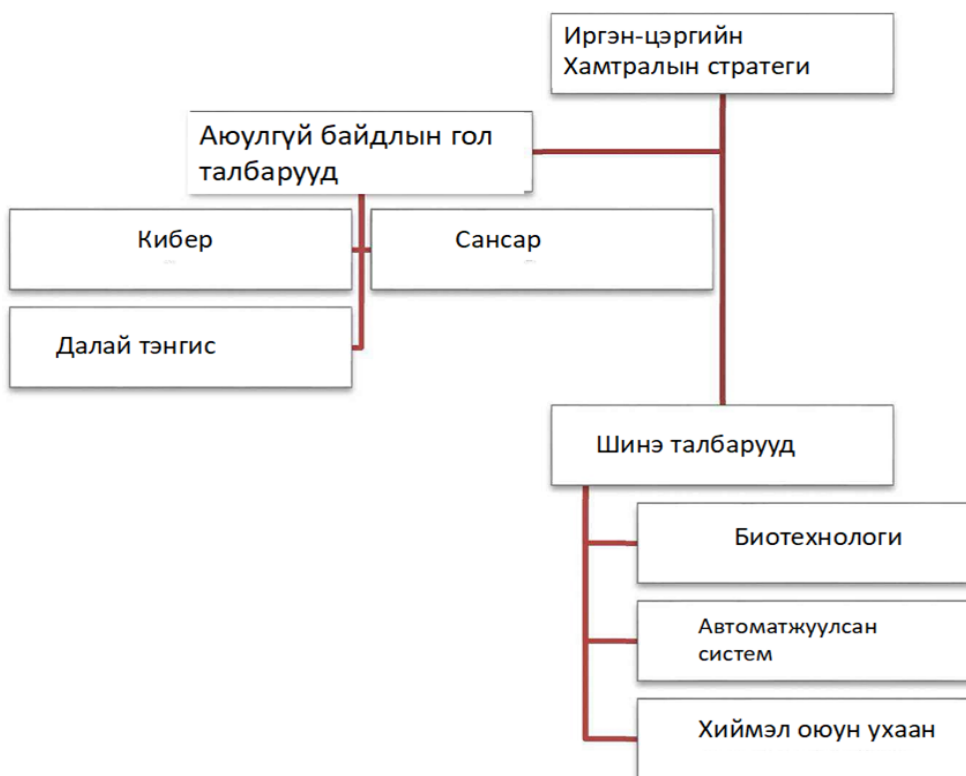 Иргэн-цэргийн
Хамтралын стратеги
Аюулгүй байдлын гол
талбарууд
Кибер
Сансар
Далай тэнгис
Шинэ талбарууд
Биотехнологи
Автоматжуулсан
систем
Хиймэл оюун ухаан